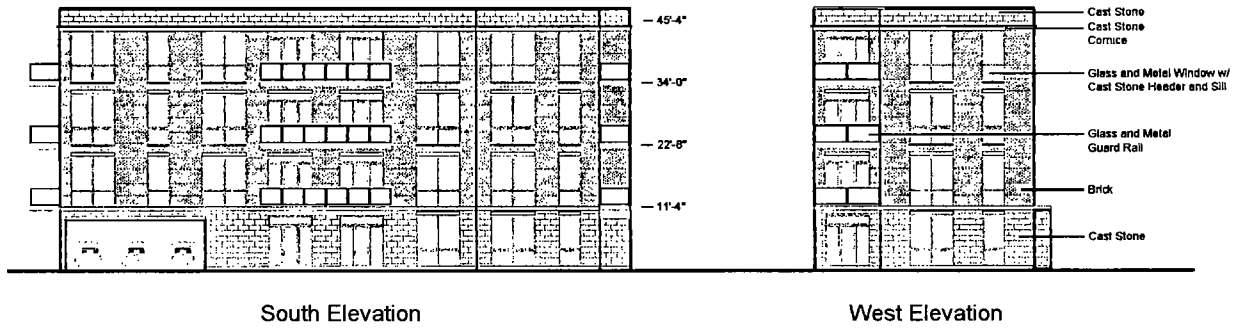 45'-4"
34'-0"
22'-8"
11'-4"
Cast Stone
Cast Stone
Cornice
Glass and Metal Window w/
Cast Stone Header and Sill
Glass and Metal
Guard Rail
Brick
Cast Stone
South Elevation
West Elevation